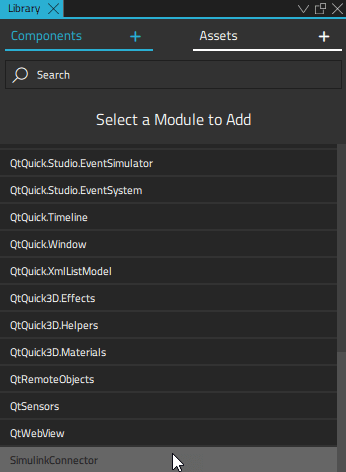 Library
Components +
Assets +
Search
Select a Module to Add
QtQuick.Studio.EventSimulator
QtQuick.Studio.EventSystem
QtQuick.Timeline
QtQuick.Window
QtQuick.XmlListModel
QtQuick3D.Effects
QtQuick3D.Helpers
QtQuick3D.Materials
QtRemoteObjects
QtSensors
QtWebView
SimulinkConnector